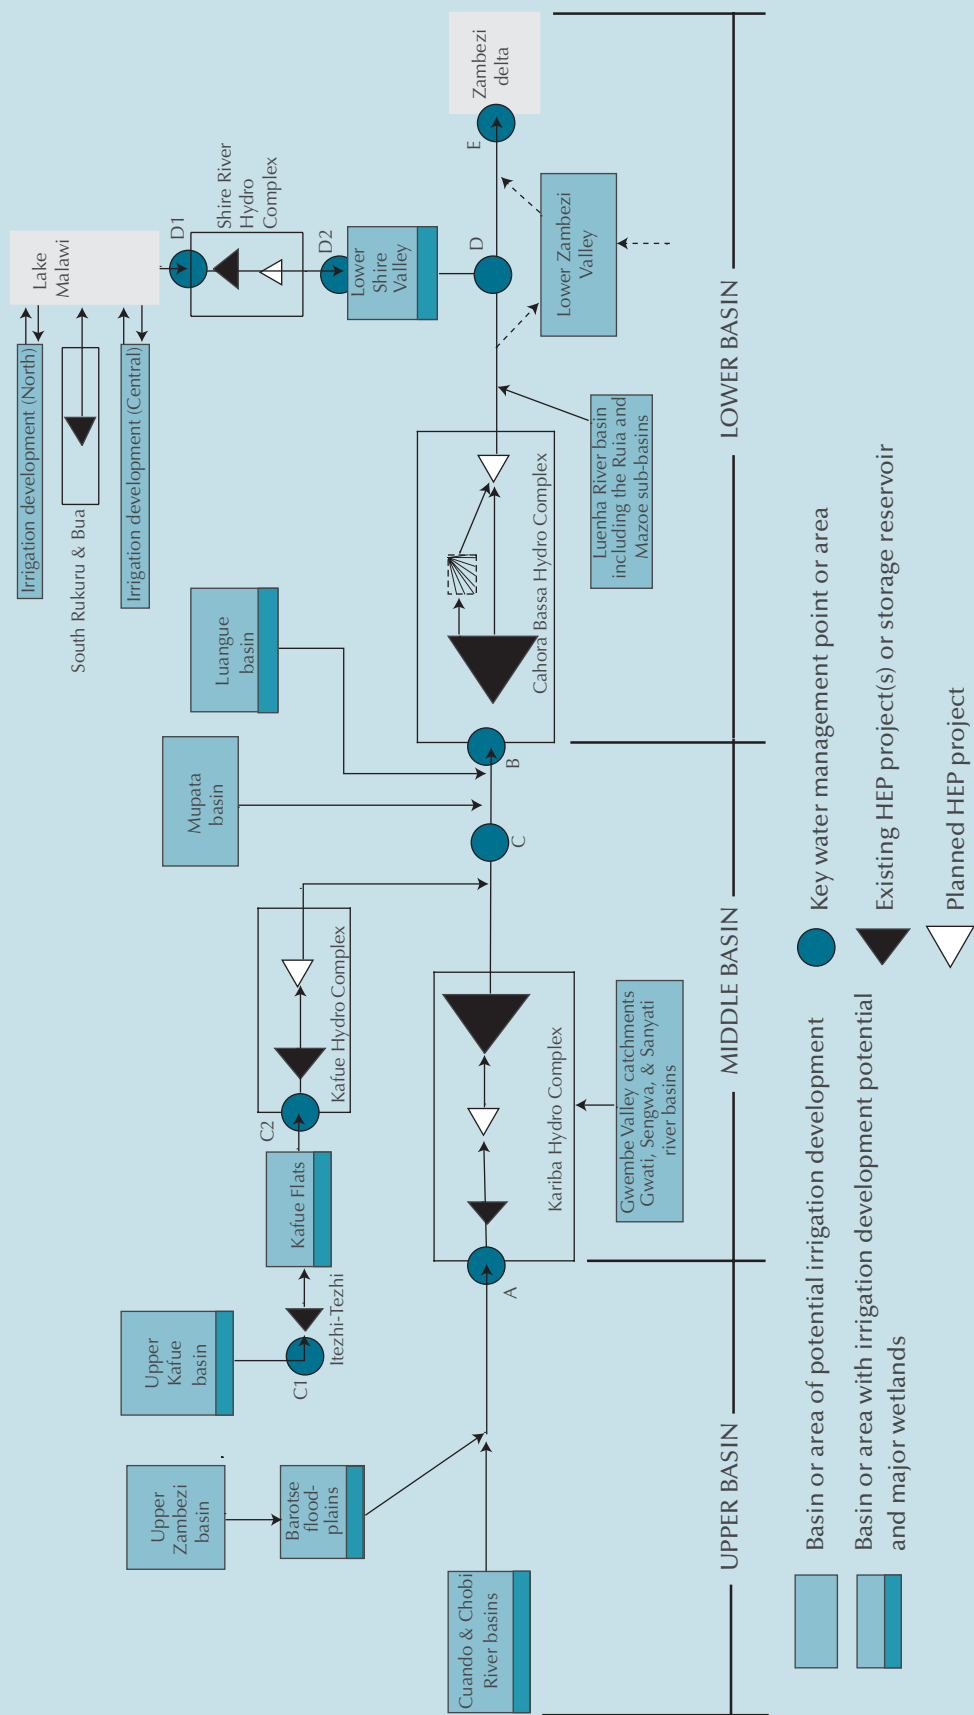 Irrigation development (North)
South Rukuru & Bua
Irrigation development (Central)
Lake
Malawi
D1
Shire River
Hydro
Complex
D2
Lower
Shire
Valley
D
E
Zambezi
delta
Lower Zambezi
Valley
Luenha River basin
including the Ruia and
Mazoe sub-basins
Cahora Bassa Hydro Complex
Luangue
basin
Mupata
basin
B
C
Kafue Hydro Complex
C2
Kafue Flats
Itezhi-Tezhi
C1
Upper
Kafue
basin
Kariba Hydro Complex
Gwembe Valley catchments
Gwati, Sengwa, & Sanyati
river basins
A
Upper
Zambezi
basin
Barotse
flood-
plains
Cuando & Chobi
River basins
UPPER BASIN
MIDDLE BASIN
LOWER BASIN
Basin or area of potential irrigation development
Basin or area with irrigation development potential
and major wetlands
Key water management point or area
Existing HEP project(s) or storage reservoir
Planned HEP project